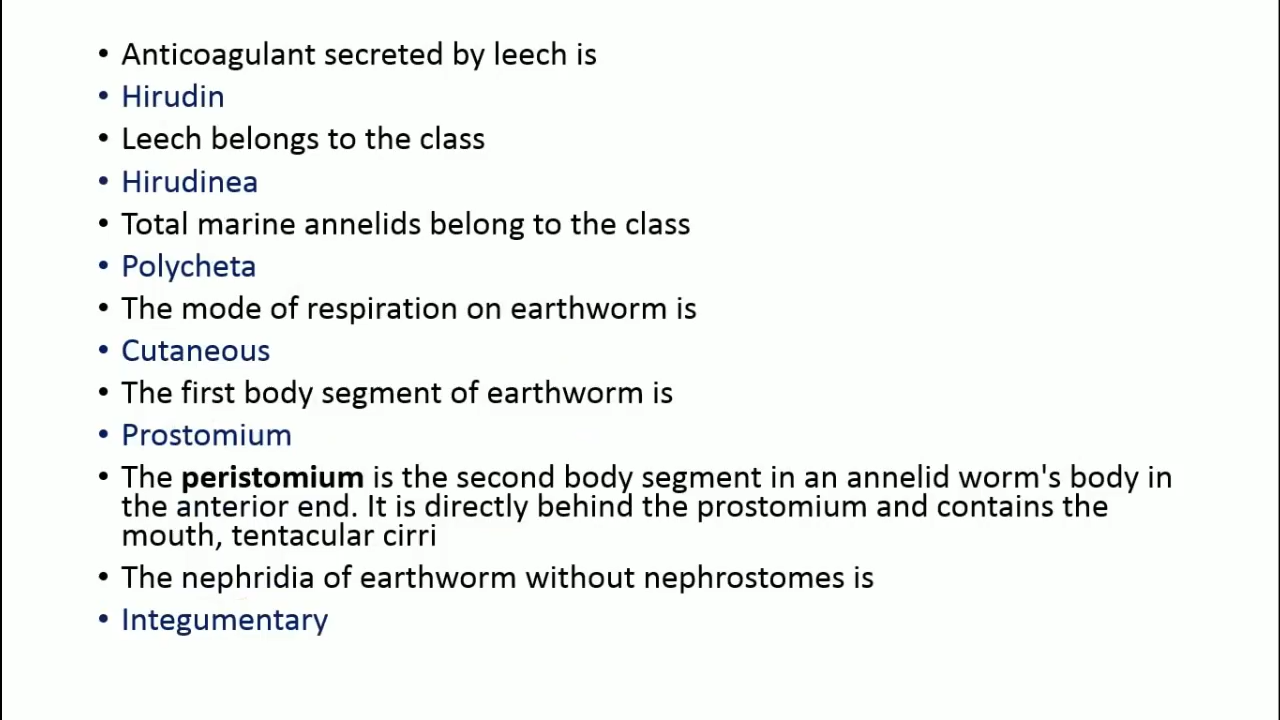 • Anticoagulant secreted by leech is
• Hirudin
• Leech belongs to the class
• Hirudinea
• Total marine annelids belong to the class
• Polycheta
• The mode of respiration on earthworm is
• Cutaneous
• The first body segment of earthworm is
• Prostomium
• The peristomium is the second body segment in an annelid worm's body in
the anterior end. It is directly behind the prostomium and contains the
mouth, tentacular cirri
• The nephridia of earthworm without nephrostomes is
• Integumentary